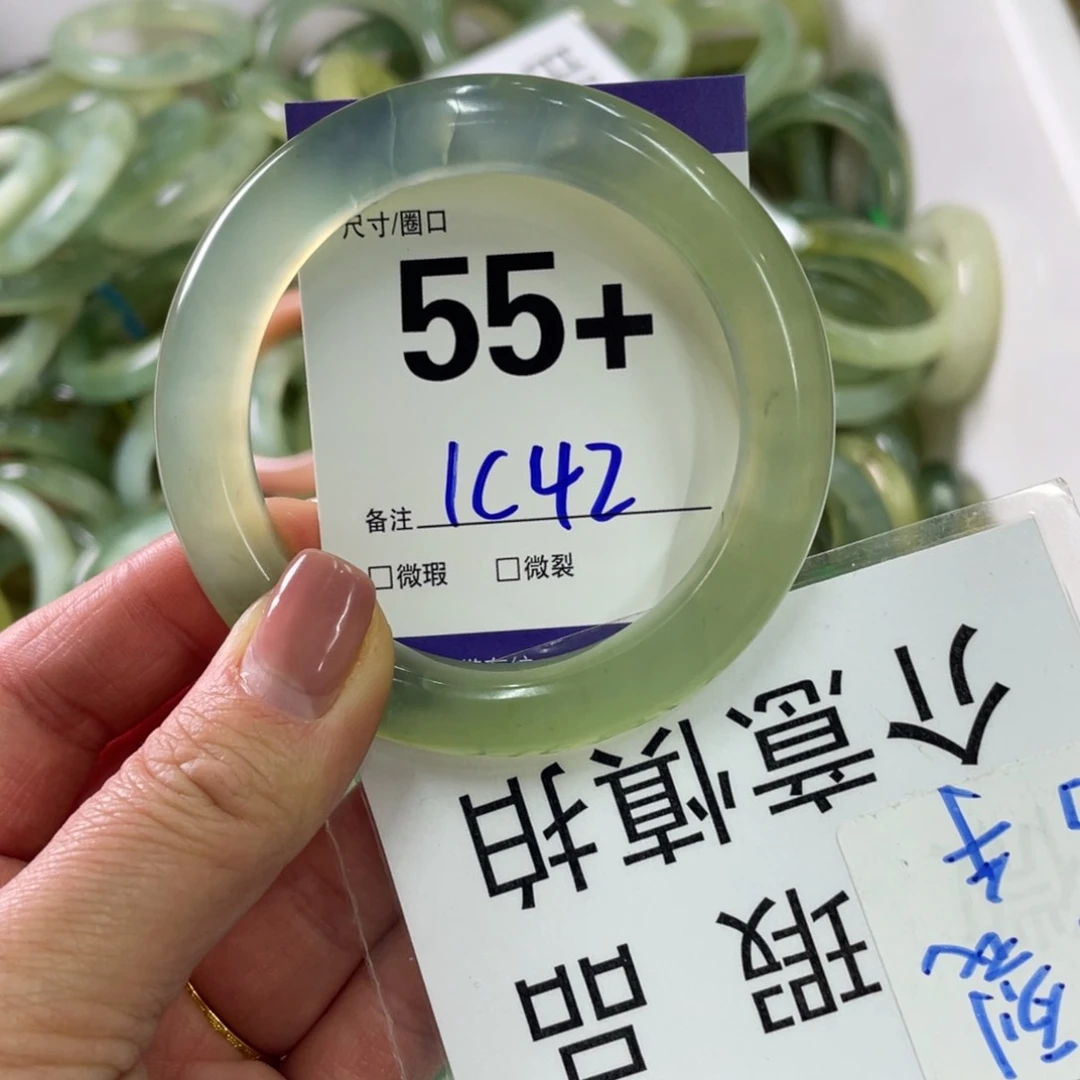 尺寸/圈口
55+
备注 1C42
□微瑕 □微裂
介意慎拍
瑕品